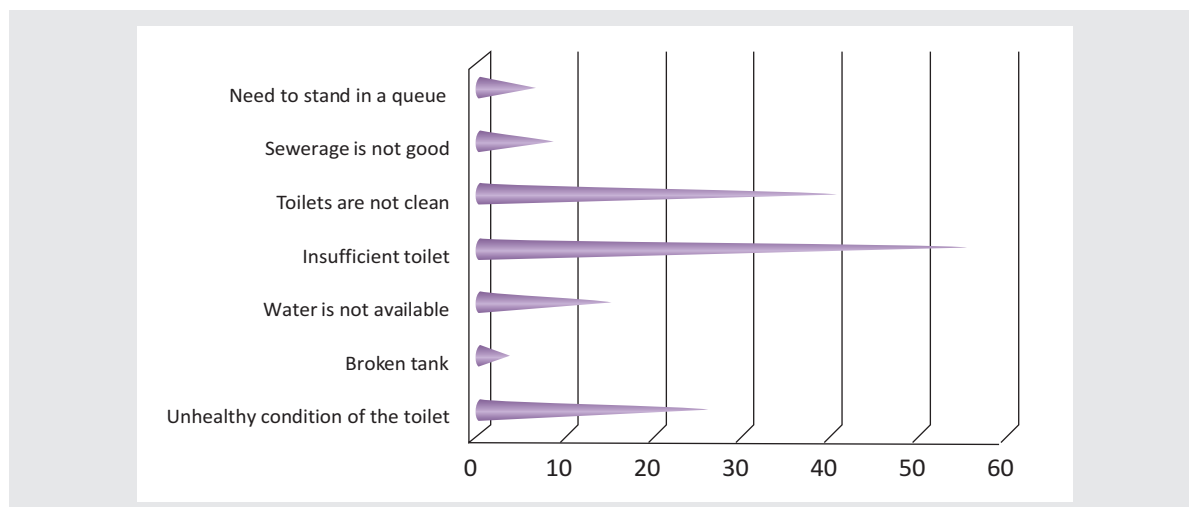 Need to stand in a queue
Sewerage is not good
Toilets are not clean
Insufficient toilet
Water is not available
Broken tank
Unhealthy condition of the toilet
0 10 20 30 40 50 60